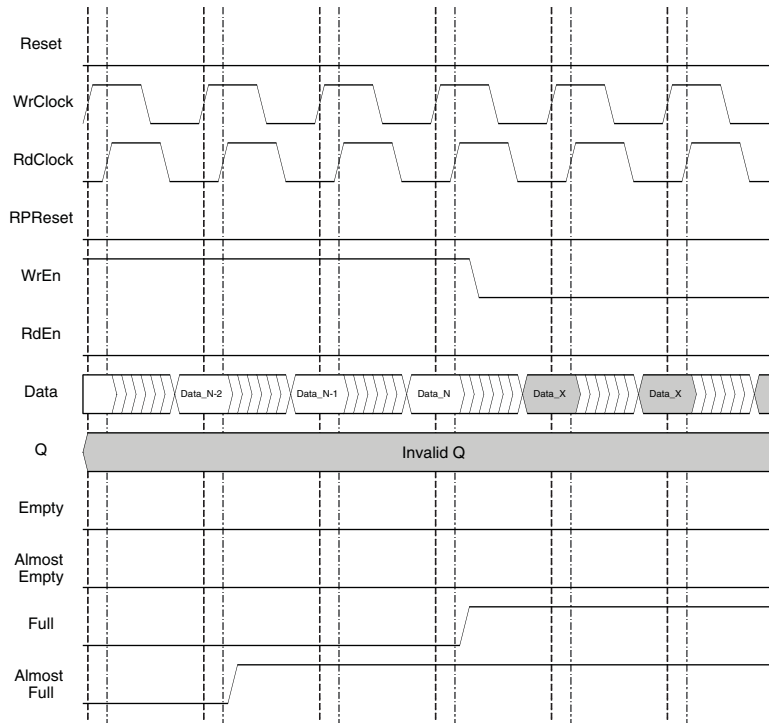 Reset
WrClock
RdClock
RPReset
WrEn
RdEn
Data
Data_N-2
Data_N-1
Data_N
Data_X
Data_X
Q
Invalid Q
Empty
Almost
Empty
Full
Almost
Full